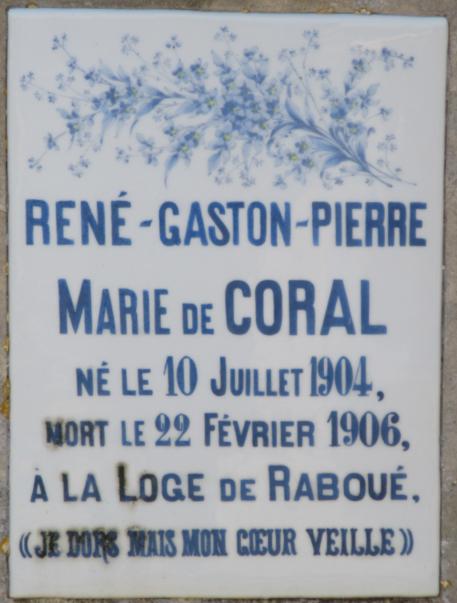 RENÉ-GASTON-PIERRE
MARIE DE CORAL
NÉ LE 10 JUILLET 1904,
MORT LE 22 FÉVRIER 1906,
À LA LOGE DE RABOUÉ.
«JE DORS MAIS MON CŒUR VEILLE»